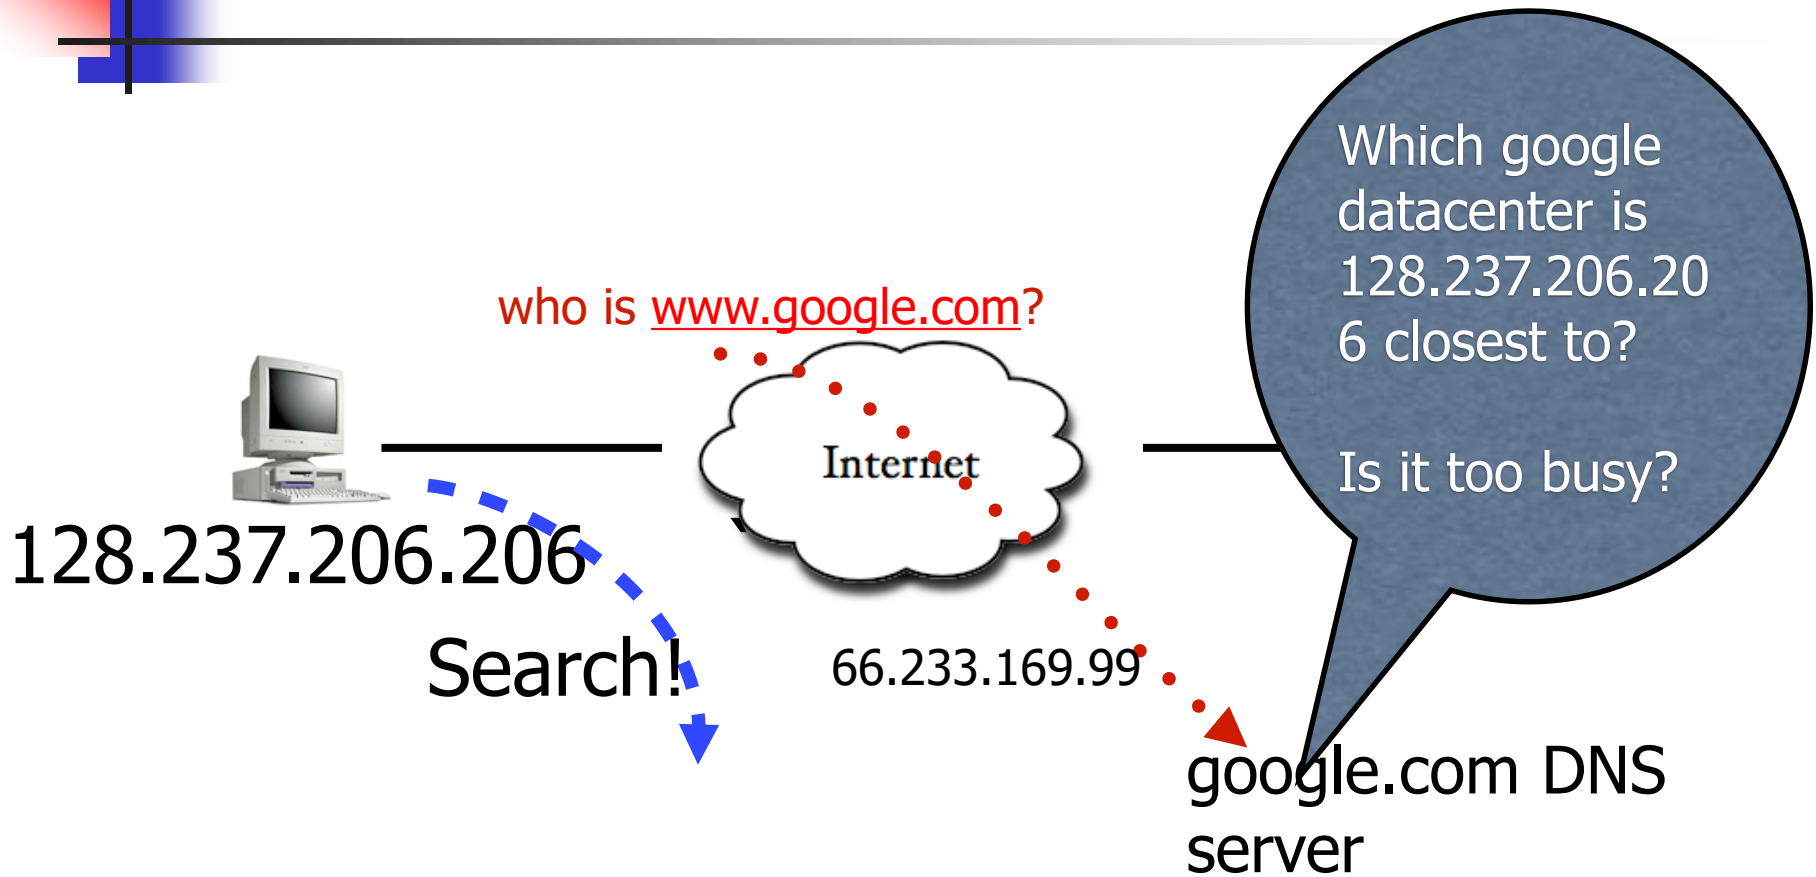 Which google
datacenter is
128.237.206.20
6 closest to?
Is it too busy?
who is www.google.com?
Internet
128.237.206.206
Search!
66.233.169.99
google.com DNS
server